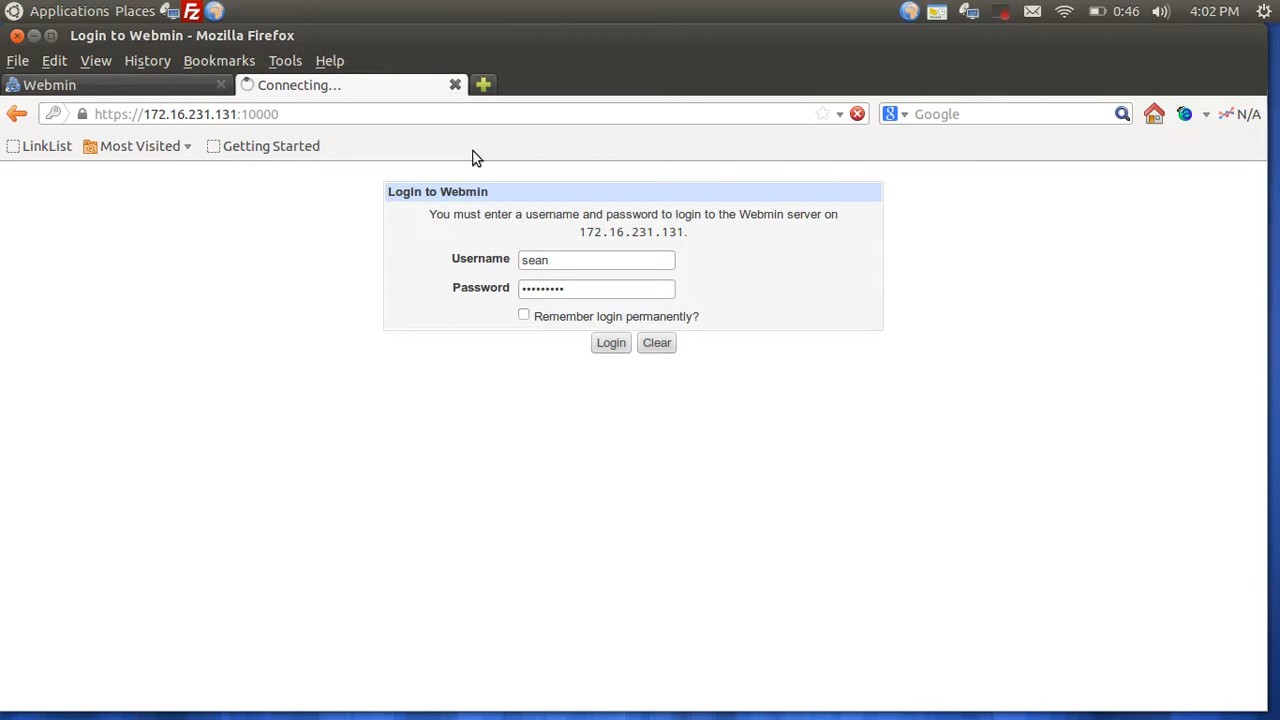 Applications Places 0:46 4:02 PM
Login to Webmin - Mozilla Firefox
File Edit View History Bookmarks Tools Help
Webmin Connecting...
https://172.16.231.131:10000 Google N/A
LinkList Most Visited Getting Started
Login to Webmin
You must enter a username and password to login to the Webmin server on
172.16.231.131.
Username sean
Password •••••••••
Remember login permanently?
Login Clear